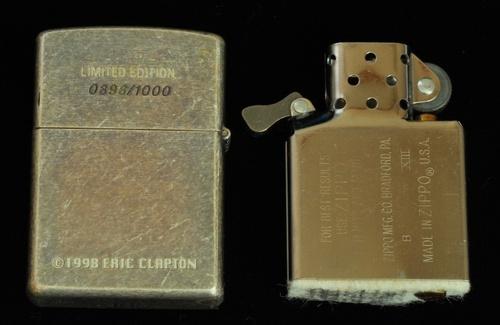 LIMITED EDITION
0896/1000
©1998 ERIC CLAPTON
FOR BEST RESULTS
USE ZIPPO
ZIPPO MFG. CO. BRADFORD, PA.
B XIII
MADE IN ZIPPO® U.S.A.